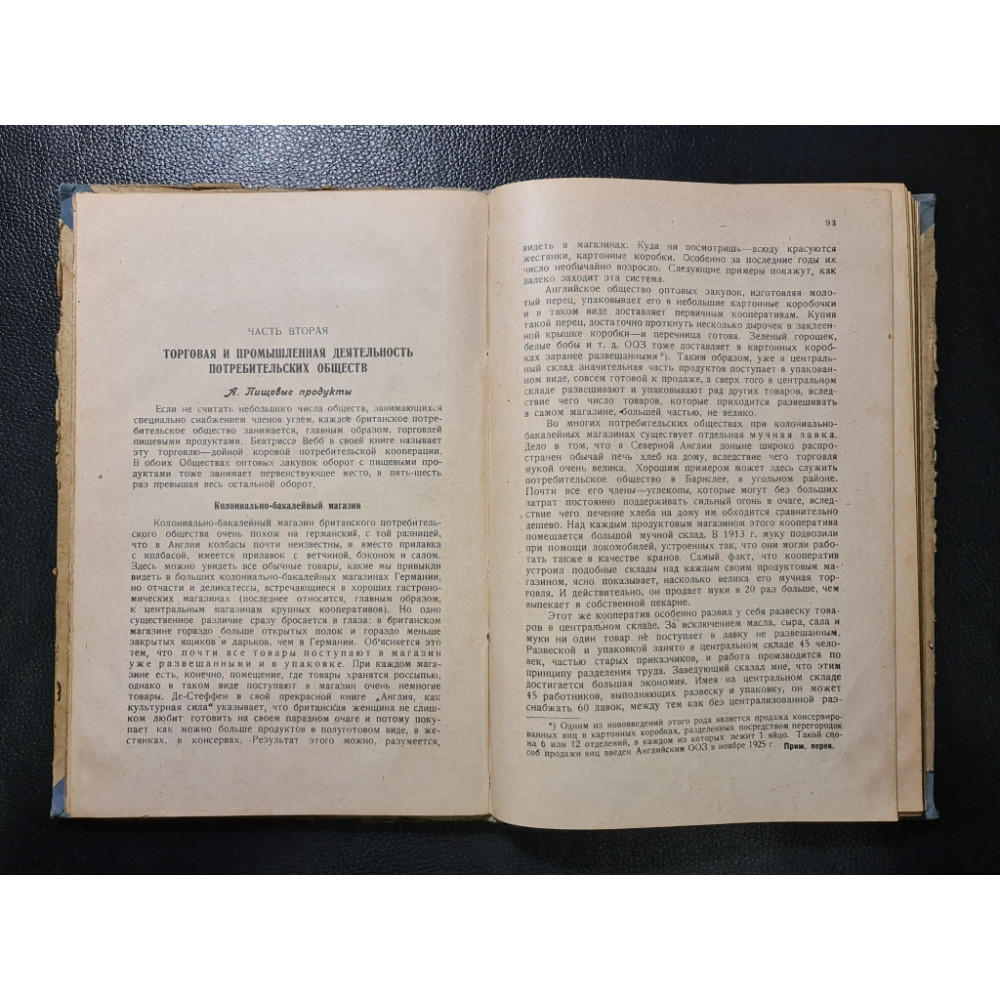 ЧАСТЬ ВТОРАЯ
ТОРГОВАЯ И ПРОМЫШЛЕННАЯ ДЕЯТЕЛЬНОСТЬ
ПОТРЕБИТЕЛЬСКИХ ОБЩЕСТВ
А. Пищевые продукты
Если не считать небольшого числа обществ, занимающихся
специально снабжением членов углем, каждое британское потре-
бительское общество занимается, главным образом, торговлей
пищевыми продуктами. Беатрисса Вебб в своей книге называет
эту торговлю—дойной коровой потребительской кооперации.
В обоих Обществах оптовых закупок оборот с пищевыми про-
дуктами тоже занимает первенствующее место, в пять-шесть
раз превышая весь остальной оборот.
Колониально-бакалейный магазин
Колониально-бакалейный магазин британского потребитель-
ского общества очень похож на германский, с той разницей,
что в Англии колбасы почти неизвестны, и вместо прилавка
с колбасой, имеется прилавок с ветчиной, бэконом и салом.
Здесь можно увидеть все обычные товары, какие мы привыкли
видеть в больших колониально-бакалейных магазинах Германии,
но отчасти и деликатессы, встречающиеся в хороших гастроно-
мических магазинах (последнее относится, главным образом,
к центральным магазинам крупных кооперативов). Но одно
существенное различие сразу бросается в глаза: в британском
магазине гораздо больше открытых полок и гораздо меньше
закрытых ящиков и ларьков, чем в Германии. Об'ясняется это
тем, что почти все товары поступают в магазин
уже развешанными и в упаковке. При каждом мага-
зине есть, конечно, помещение, где товары хранятся россыпью,
однако в таком виде поступают в магазин очень немногие
товары. Де-Стеффен в своей прекрасной книге „Англия, как
культурная сила“ указывает, что британская женщина не слиш-
ком любит готовить на своем парадном очаге и потому поку-
пает как можно больше продуктов в полуготовом виде, в же-
стянках, в консервах. Результат этого можно, разумеется,
93
видеть в магазинах. Куда ни посмотришь—всюду красуются
жестянки, картонные коробки. Особенно за последние годы их
число необычайно возросло. Следующие примеры покажут, как
далеко заходит эта система.
Английское общество оптовых закупок, изготовляя моло-
тый перец, упаковывает его в небольшие картонные коробочки
и в таком виде доставляет первичным кооперативам. Купив
такой перец, достаточно проткнуть несколько дырочек в заклеен-
ной крышке коробки—и перечница готова. Зеленый горошек,
белые бобы и т. д. ООЗ тоже доставляет в картонных короб-
ках заранее развешанными*). Таким образом, уже в централь-
ный склад значительная часть продуктов поступает в упакован-
ном виде, совсем готовой к продаже, а сверх того в центральном
складе развешивают и упаковывают ряд других товаров, вслед-
ствие чего число товаров, которые приходится развешивать
в самом магазине, большей частью, не велико.
Во многих потребительских обществах при колониально-
бакалейных магазинах существует отдельная мучная лавка.
Дело в том, что в Северной Англии доныне широко распро-
странен обычай печь хлеб на дому, вследствие чего торговля
мукой очень велика. Хорошим примером может здесь служить
потребительское общество в Барнслее, в угольном районе.
Почти все его члены—углекопы, которые могут без больших
затрат постоянно поддерживать сильный огонь в очаге, вслед-
ствие чего печение хлеба на дому им обходится сравнительно
дешево. Над каждым продуктовым магазином этого кооператива
помещается большой мучной склад. В 1913 г. муку подвозили
при помощи локомобилей, устроенных так, что они могли рабо-
тать также в качестве кранов. Самый факт, что кооператив
устроил подобные склады над каждым своим продуктовым ма-
газином, ясно показывает, насколько велика его мучная тор-
говля. И действительно, он продает муки в 20 раз больше, чем
выпекает в собственной пекарне.
Этот же кооператив особенно развил у себя развеску това-
ров в центральном складе. За исключением масла, сыра, сала и
муки ни один товар не поступает в лавку не развешанным.
Развеской и упаковкой занято в центральном складе 45 чело-
век, частью старых приказчиков, и работа производится по
принципу разделения труда. Заведующий сказал мне, что этим
достигается большая экономия. Имея на центральном складе
45 работников, выполняющих развеску и упаковку, он может
снабжать 60 лавок, между тем как без централизованной раз-
*) Одним из нововведений этого рода является продажа консервиро-
ванных яиц в картонных коробках, разделенных посредством перегородок
на 6 или 12 отделений, в каждом из которых лежит 1 яйцо. Такой спо-
соб продажи яиц введен Английским ООЗ в ноябре 1925 г. Прим. перев.